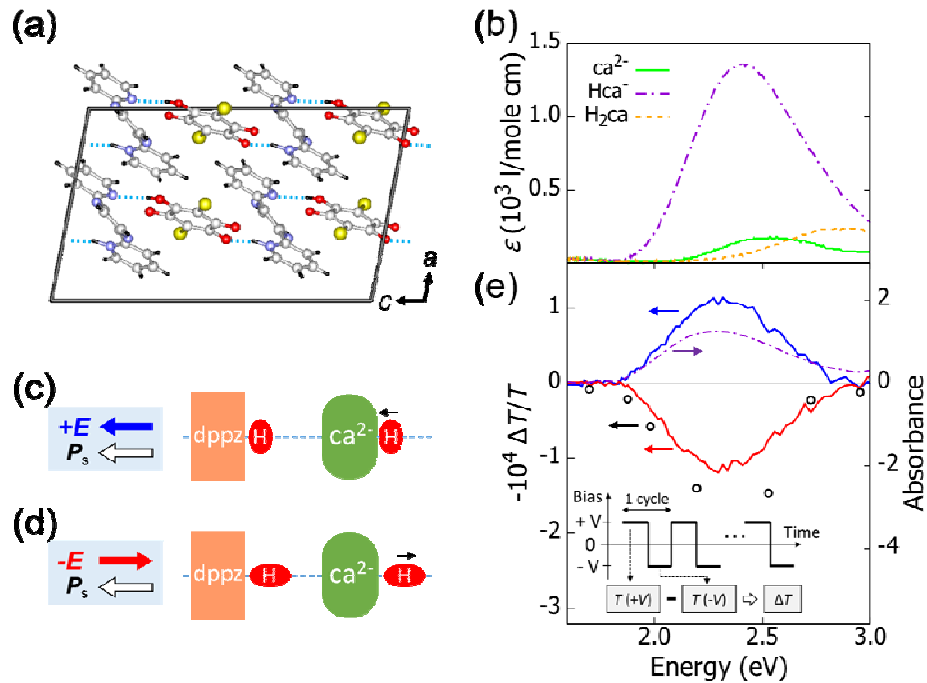 (a)
a
c
(b)
1.5
1.0
0.5
ε (10³ l/mole cm)
ca²⁻
Hca⁻
H₂ca
(c)
+E
Pₛ
dppz
H
ca²⁻
H
(d)
-E
Pₛ
dppz
H
ca²⁻
H
(e)
1
0
-1
-2
-3
-10⁴ ΔT/T
2
0
-2
-4
Absorbance
Bias
1 cycle
+ V
0
- V
...
Time
T (+V) - T (-V) ⇨ ΔT
2.0 2.5 3.0
Energy (eV)